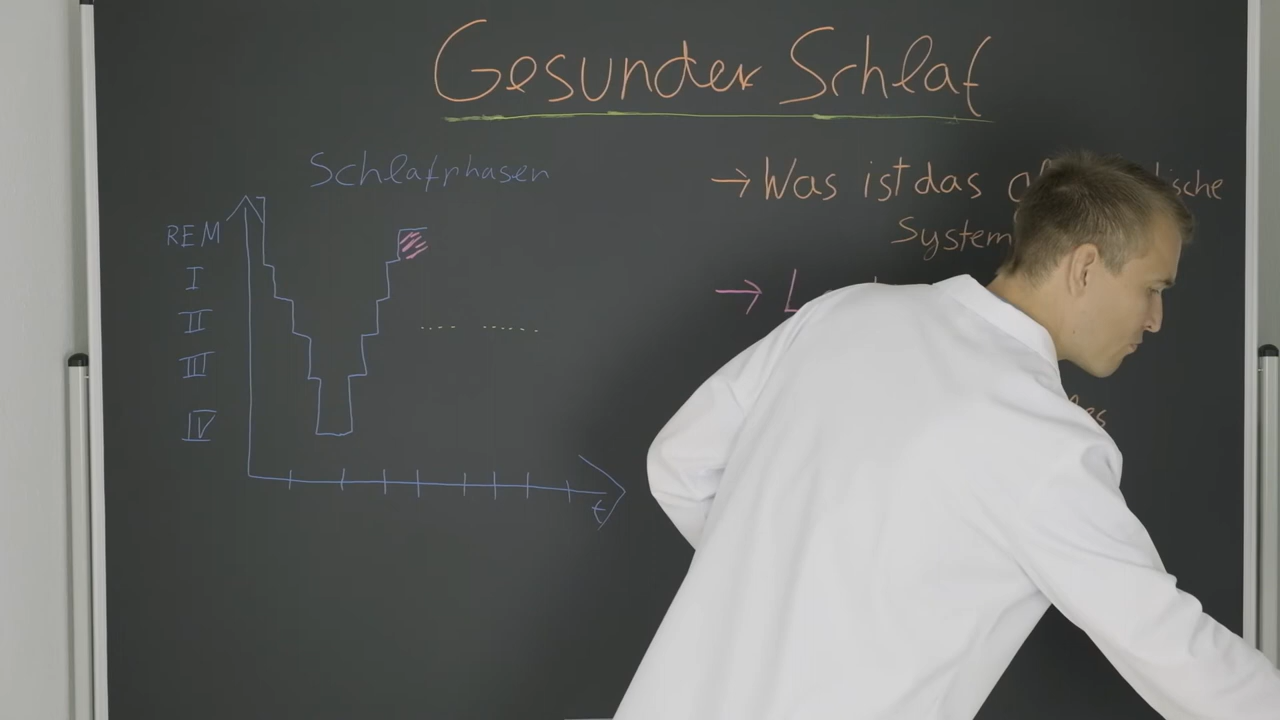 Gesunder Schlaf
Schlafphasen
REM
I
II
III
IV
t
→ Was ist das
System
→